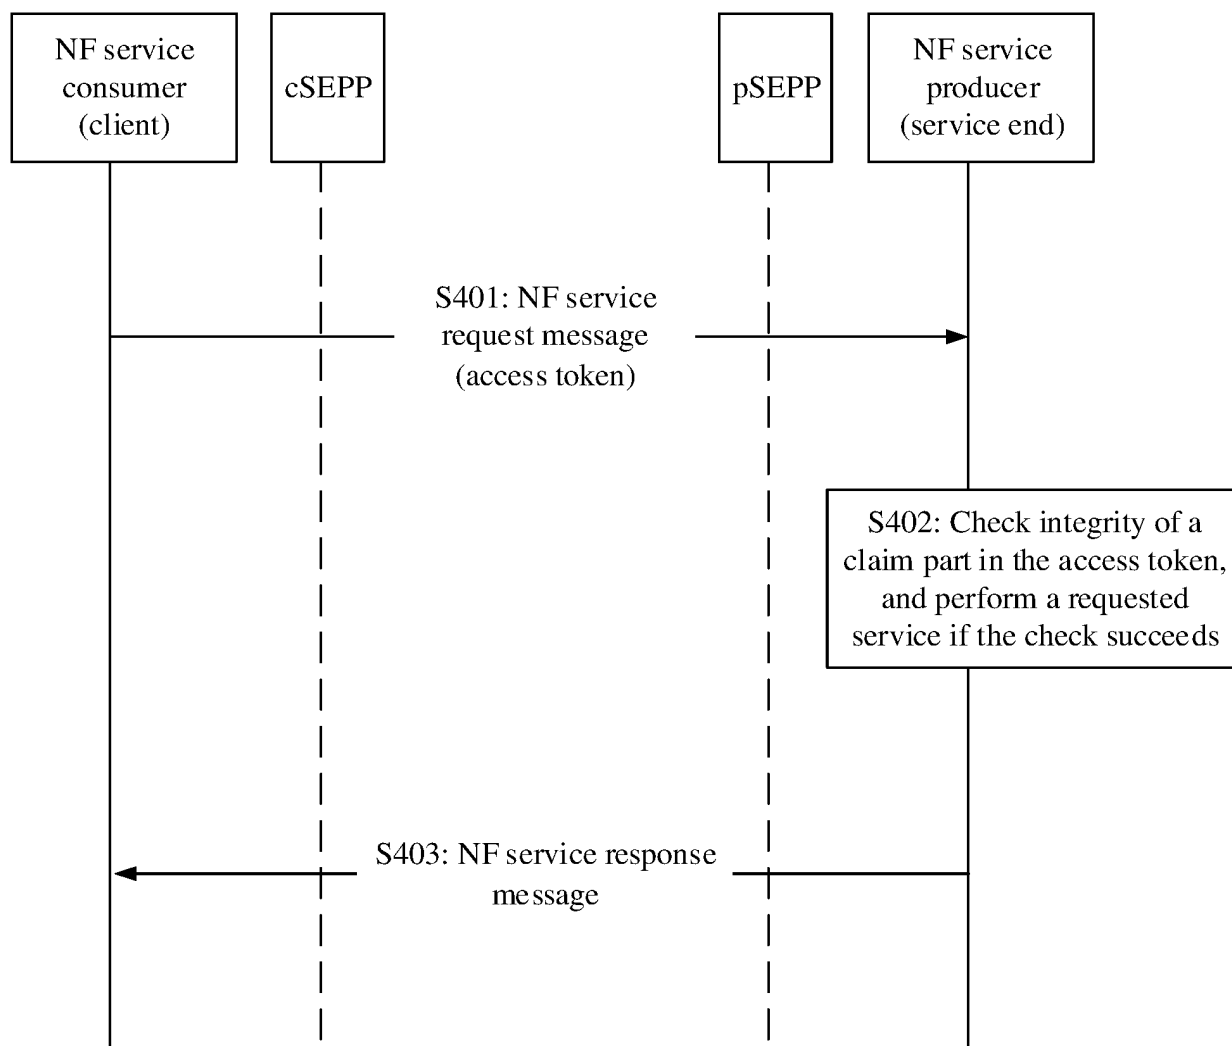 NF service
consumer
(client)
cSEPP
pSEPP
NF service
producer
(service end)
S401: NF service
request message
(access token)
S402: Check integrity of a
claim part in the access token,
and perform a requested
service if the check succeeds
S403: NF service response
message